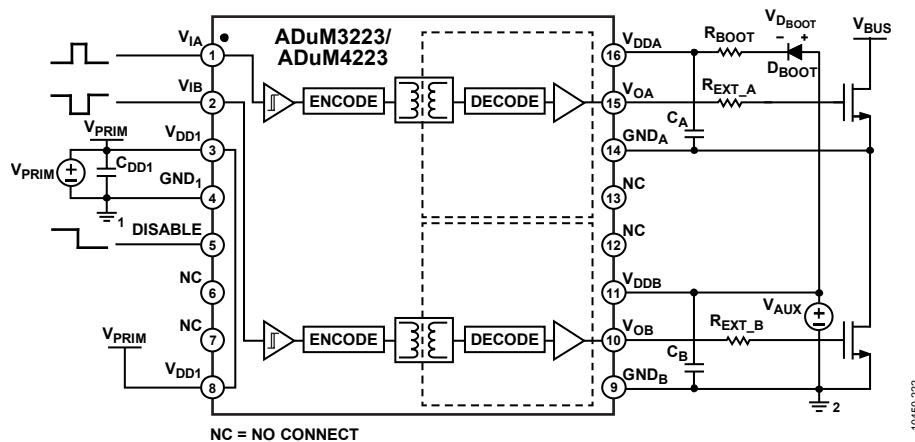 ADuM3223/
ADuM4223
VIA
1
VIB
2
VPRIM
VDD1
3
VPRIM
CDD1
GND1
4
1
DISABLE
5
NC
6
NC
7
VPRIM
VDD1
8
ENCODE
DECODE
ENCODE
DECODE
VDDA
16
RBOOT
VDBOOT
- +
DBOOT
VBUS
VOA
15
REXT_A
CA
GNDA
14
NC
13
NC
12
VDDB
11
VAUX
VOB
10
REXT_B
CB
GNDB
9
2
NC = NO CONNECT